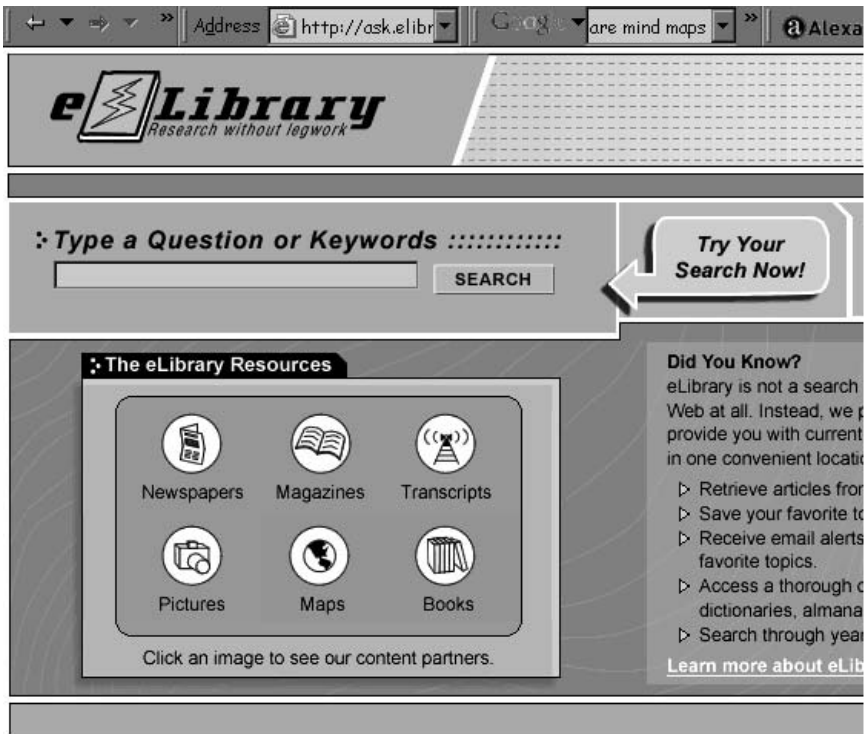 Address http://ask.elibr Google are mind maps Alexa
eLibrary
Research without legwork
Type a Question or Keywords
SEARCH
Try Your
Search Now!
The eLibrary Resources
Newspapers Magazines Transcripts
Pictures Maps Books
Click an image to see our content partners.
Did You Know?
eLibrary is not a search
Web at all. Instead, we p
provide you with current
in one convenient locatio
Retrieve articles from
Save your favorite to
Receive email alerts
favorite topics.
Access a thorough c
dictionaries, almana
Search through year
Learn more about eLib